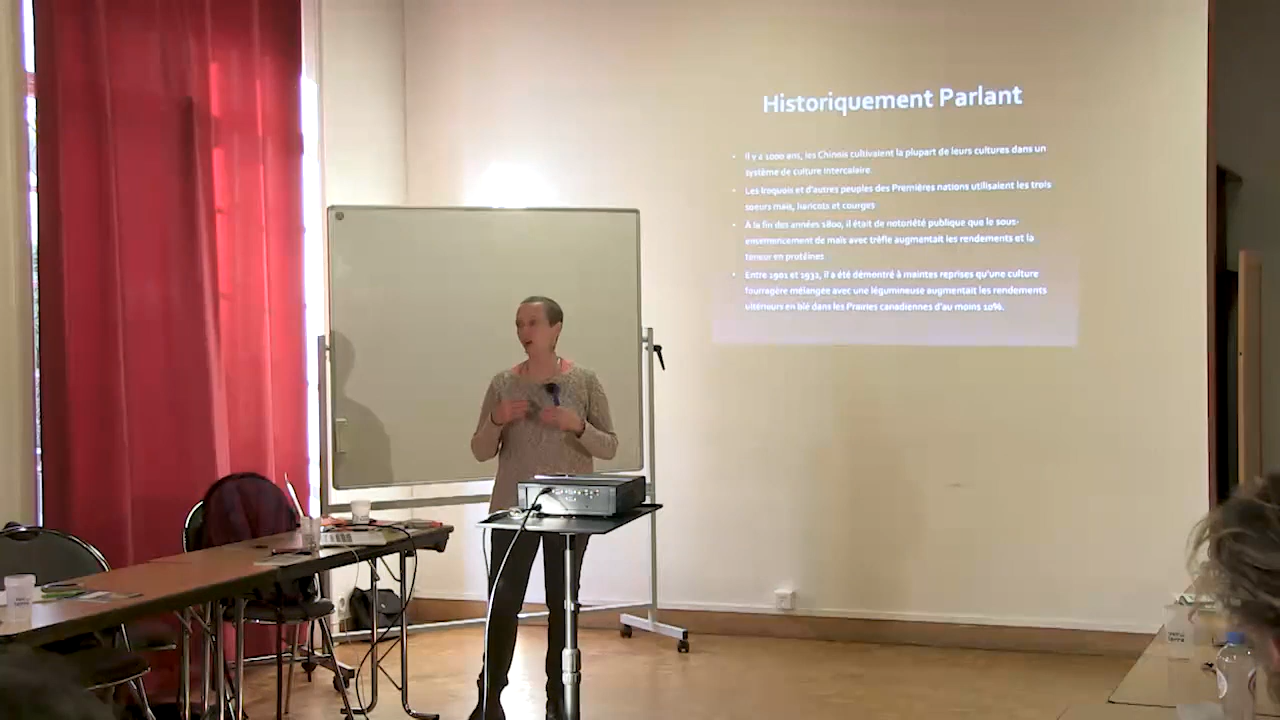 Historiquement Parlant
• Il y a 1000 ans, les Chinois cultivaient la plupart de leurs cultures dans un
système de culture intercalaire.
• Les Iroquois et d'autres peuples des Premières nations utilisaient les trois
soeurs maïs, haricots et courges
• À la fin des années 1800, il était de notoriété publique que le sous-
ensemencement de maïs avec trèfle augmentait les rendements et la
teneur en protéines
• Entre 1901 et 1932, il a été démontré à maintes reprises qu'une culture
fourragère mélangée avec une légumineuse augmentait les rendements
ultérieurs en blé dans les Prairies canadiennes d'au moins 10%.